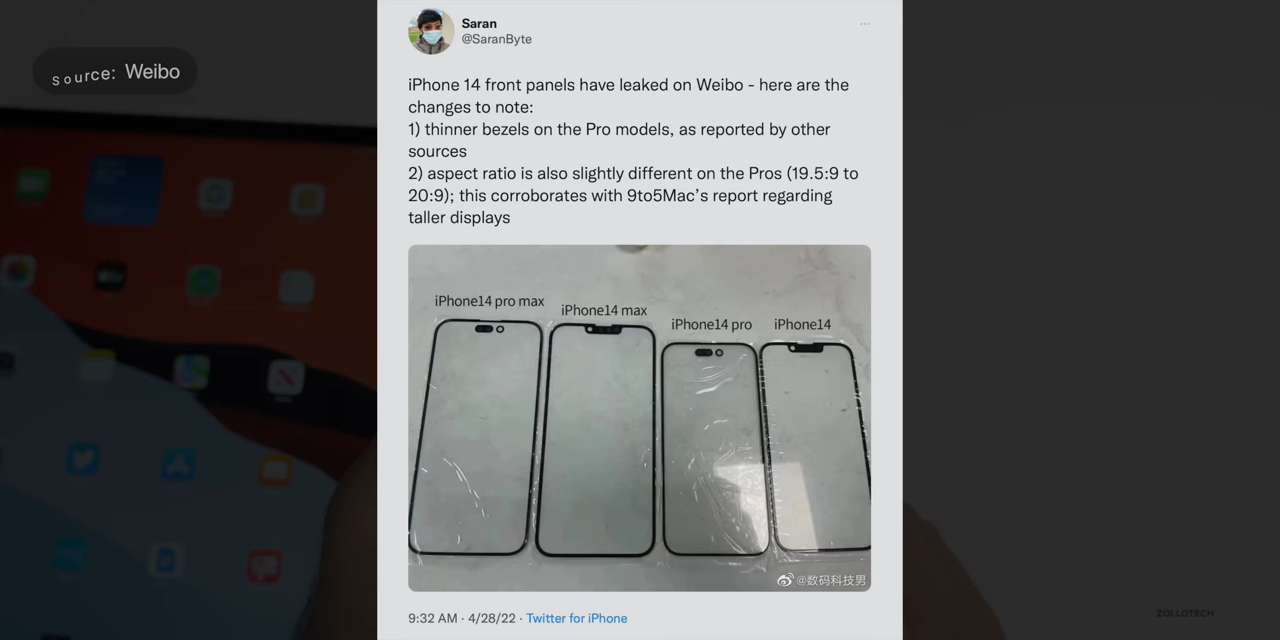 source: Weibo
Saran
@SaranByte
iPhone 14 front panels have leaked on Weibo - here are the
changes to note:
1) thinner bezels on the Pro models, as reported by other
sources
2) aspect ratio is also slightly different on the Pros (19.5:9 to
20:9); this corroborates with 9to5Mac’s report regarding
taller displays
iPhone14 pro max
iPhone14 max
iPhone14 pro
iPhone14
@数码科技男
9:32 AM · 4/28/22 · Twitter for iPhone
ZOLLOTECH